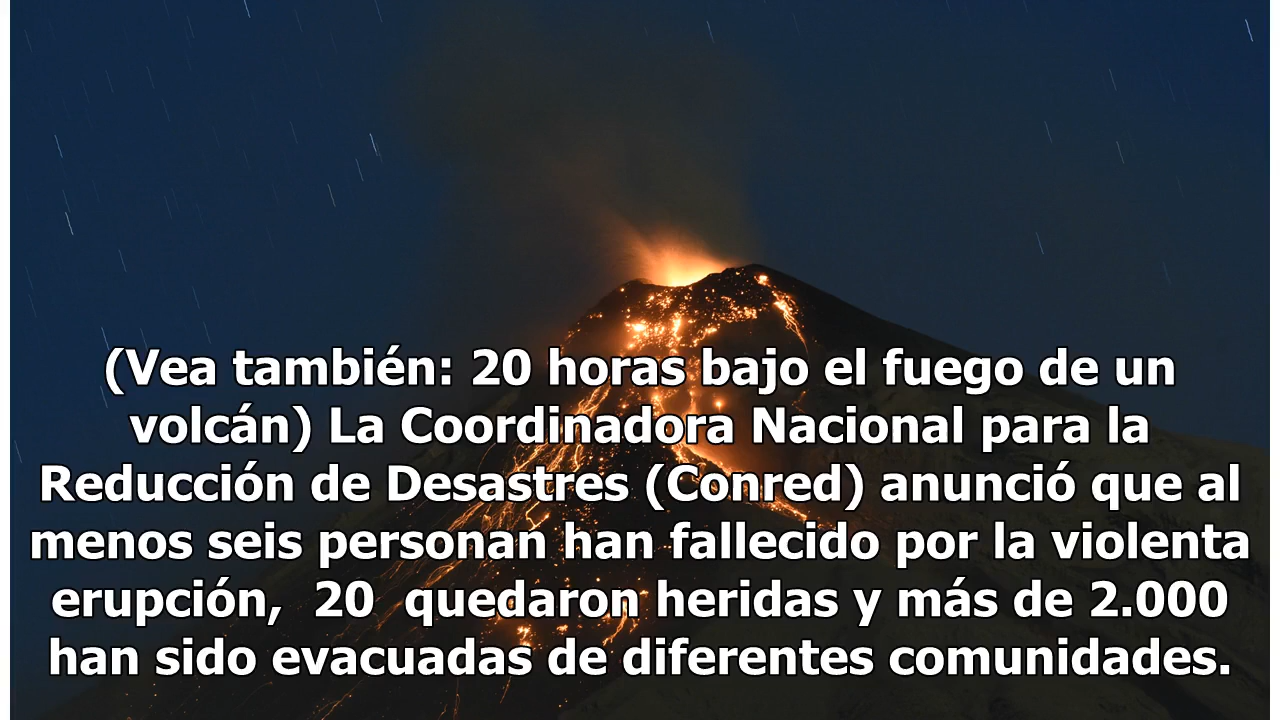 (Vea también: 20 horas bajo el fuego de un
volcán) La Coordinadora Nacional para la
Reducción de Desastres (Conred) anunció que al
menos seis personan han fallecido por la violenta
erupción,  20  quedaron heridas y más de 2.000
han sido evacuadas de diferentes comunidades.